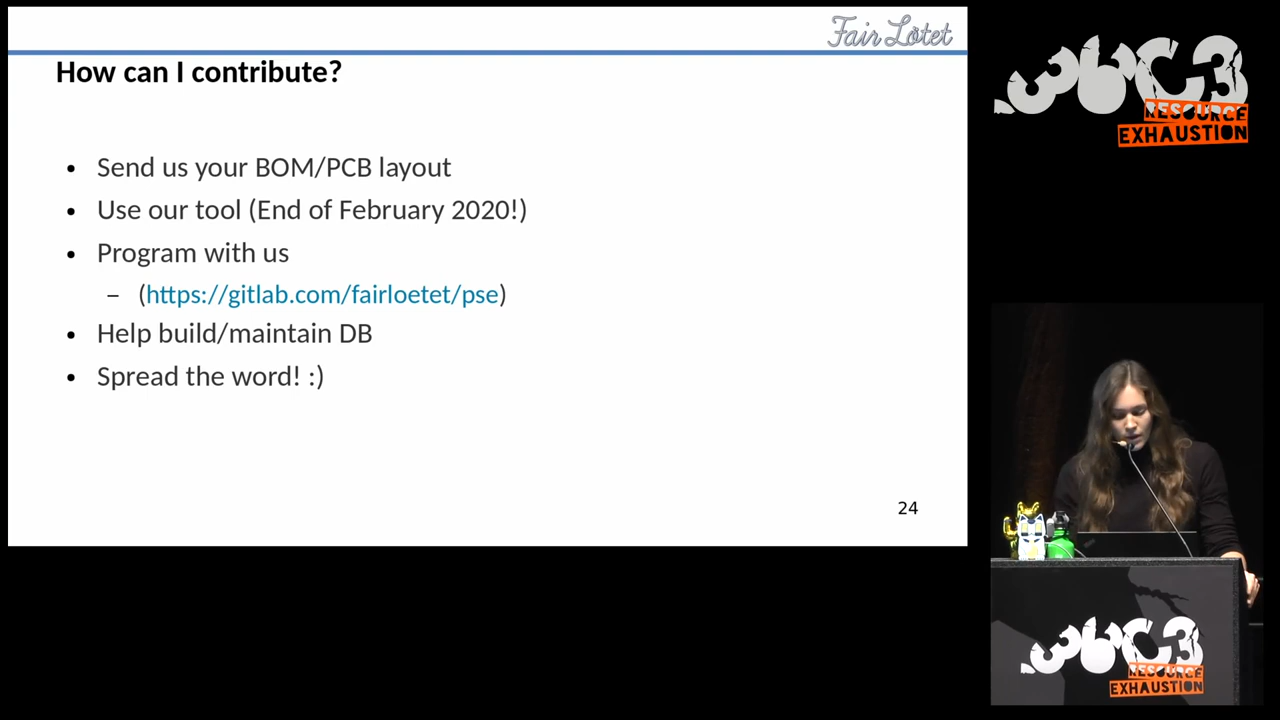 Fair Lötet
How can I contribute?
• Send us your BOM/PCB layout
• Use our tool (End of February 2020!)
• Program with us
– (https://gitlab.com/fairloetet/pse)
• Help build/maintain DB
• Spread the word! :)
24
36C3
RESOURCE
EXHAUSTION
36C3
RESOURCE
EXHAUSTION